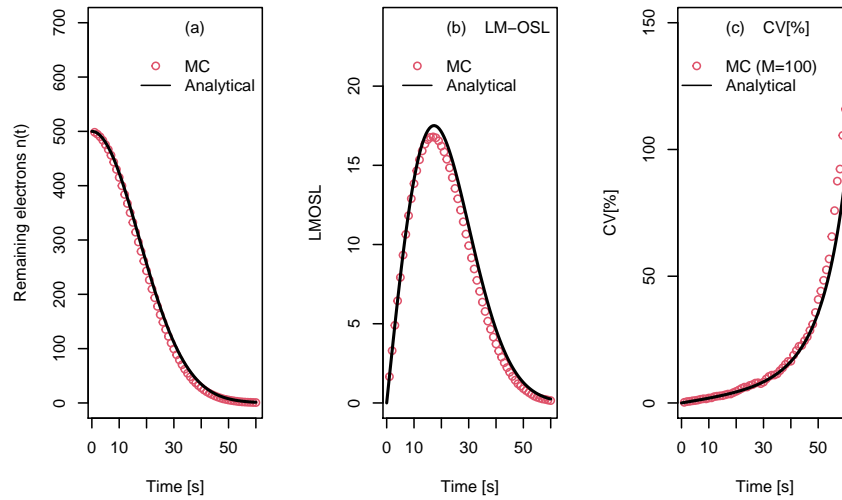 (a)
MC
Analytical
Remaining electrons n(t)
0 100 200 300 400 500 600 700
0 10 30 50
Time [s]
(b) LM−OSL
MC
Analytical
LMOSL
0 5 10 15 20
0 10 30 50
Time [s]
(c) CV[%]
MC (M=100)
Analytical
CV[%]
0 50 100 150
0 10 30 50
Time [s]